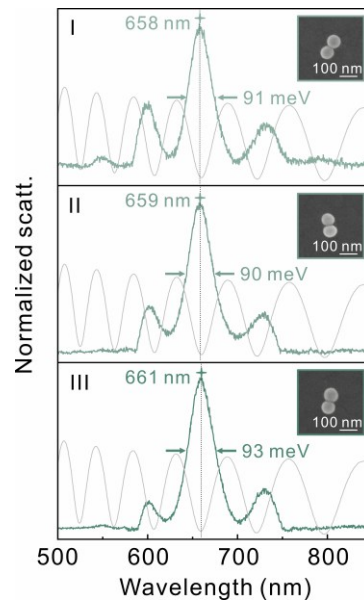 Normalized scatt.
I
658 nm
91 meV
100 nm
II
659 nm
90 meV
100 nm
III
661 nm
93 meV
100 nm
500
600
700
800
Wavelength (nm)